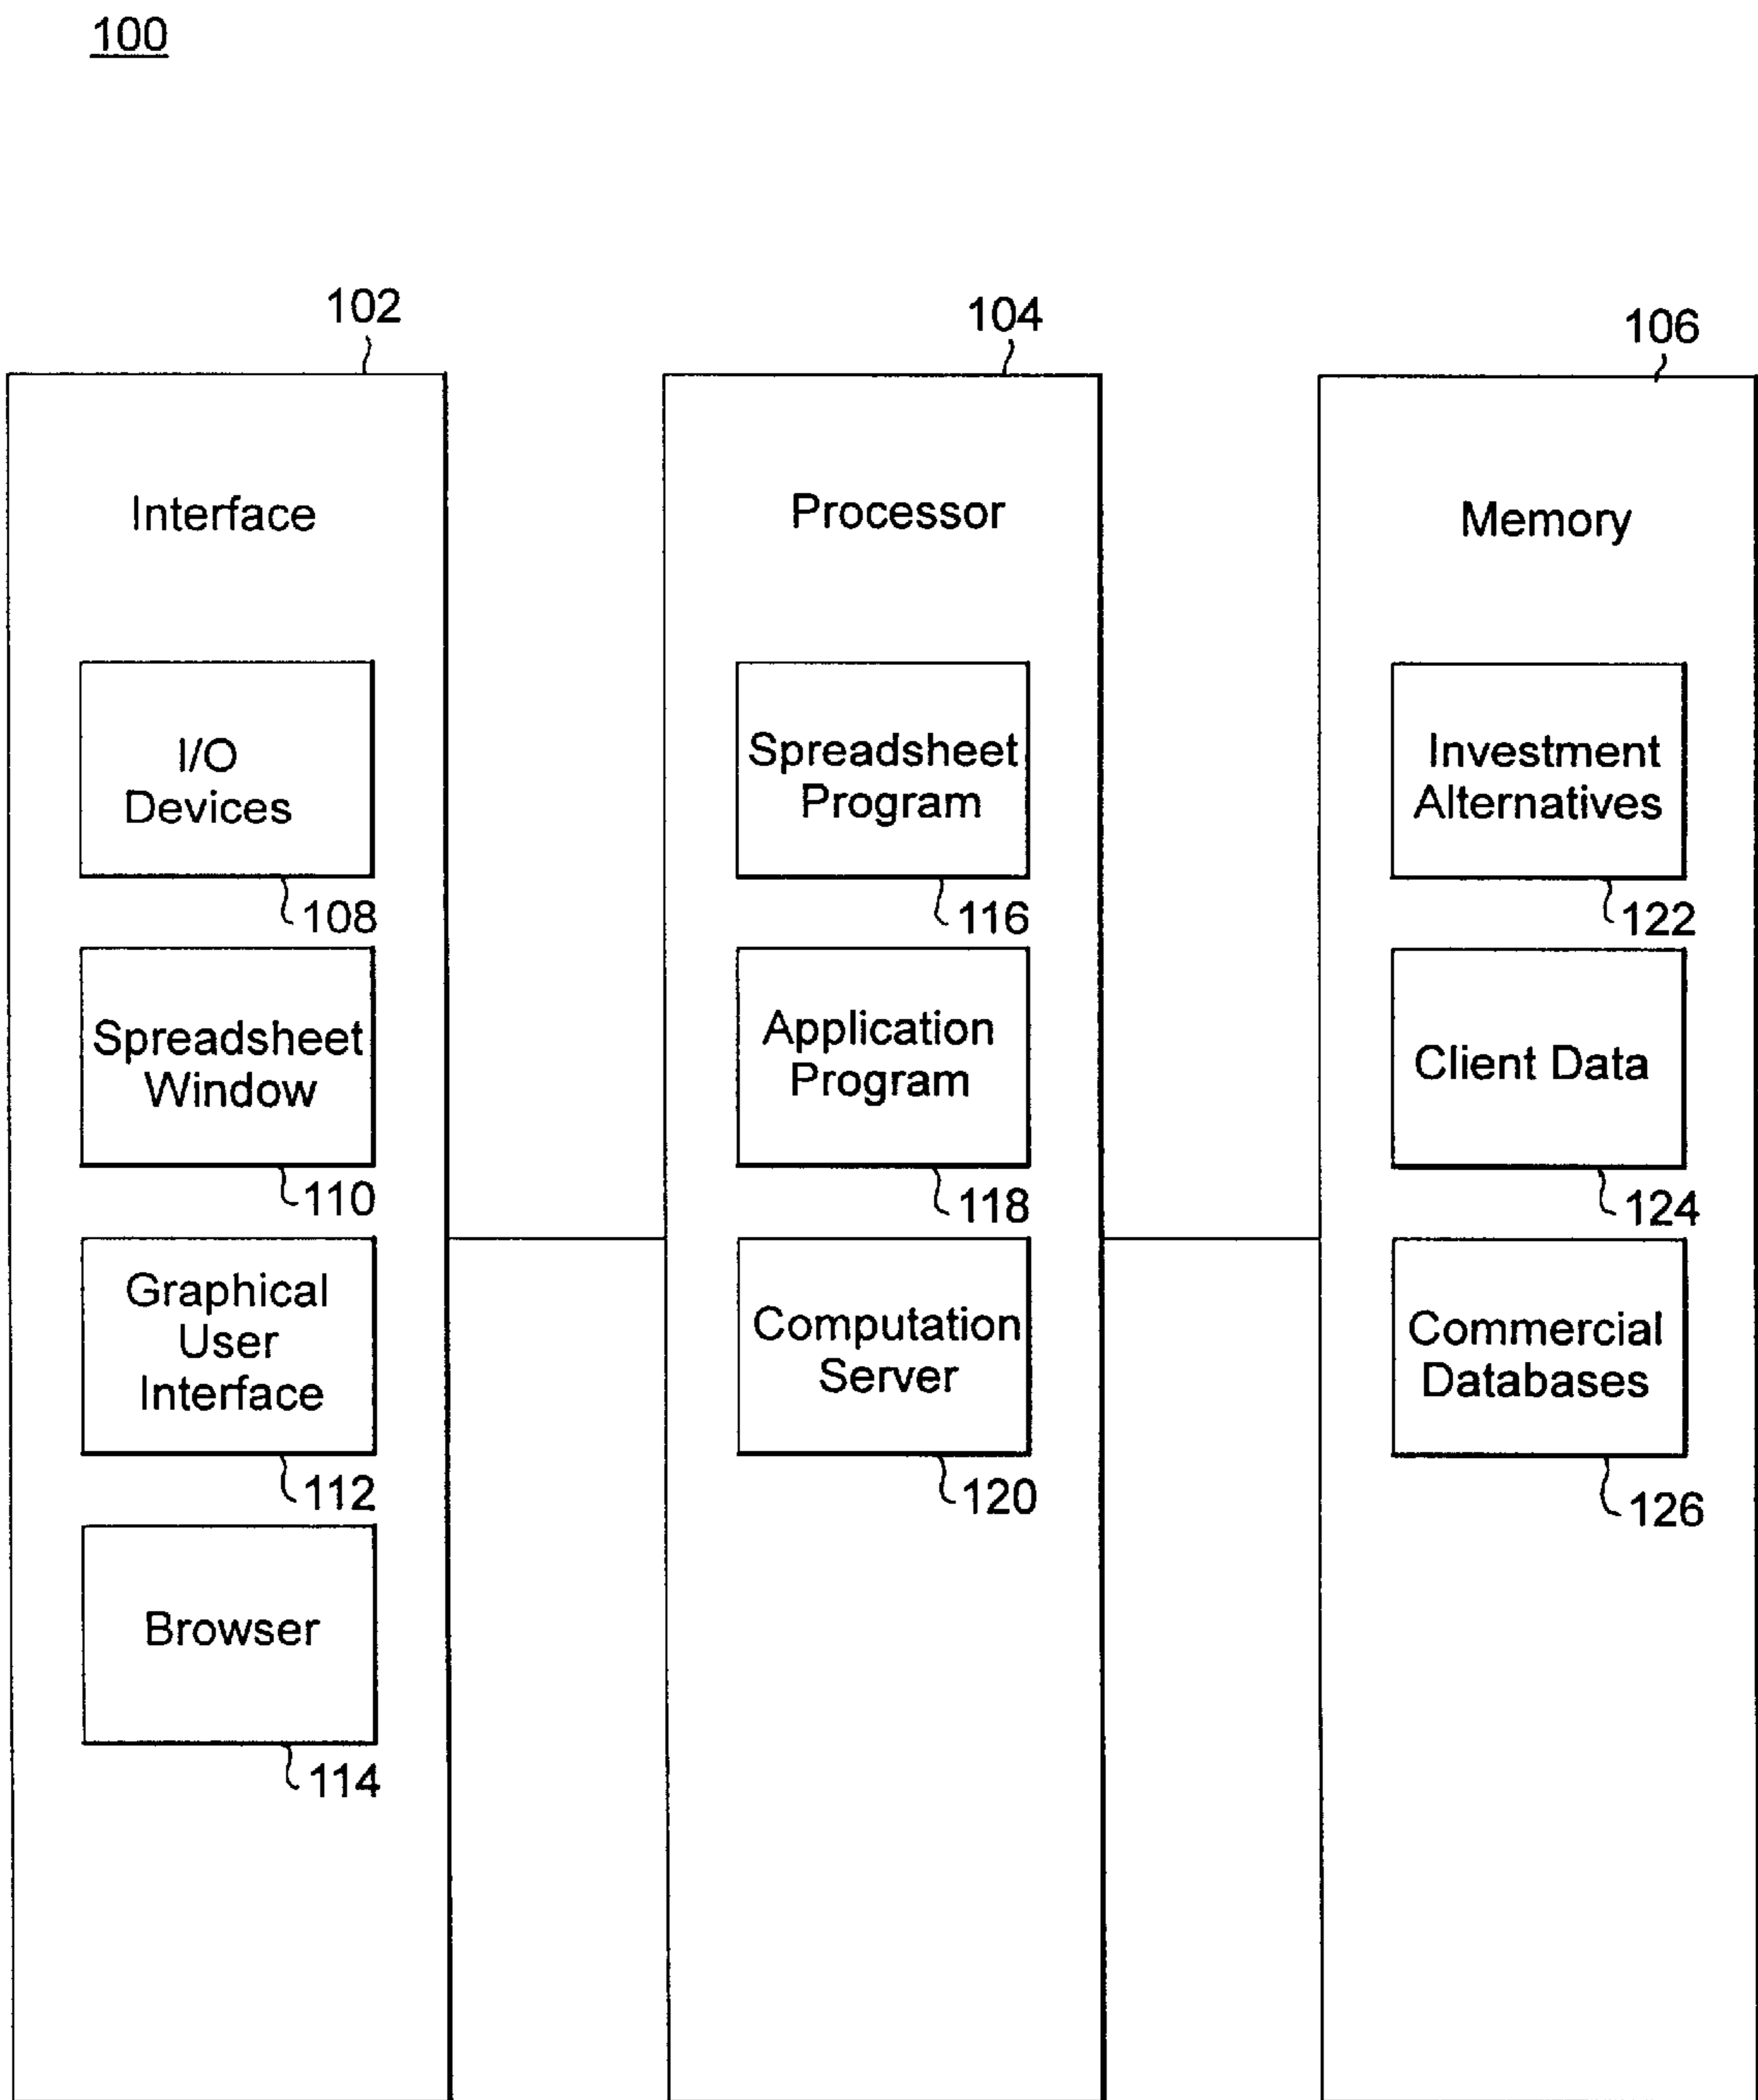 100
102
Interface
I/O
Devices
108
Spreadsheet
Window
110
Graphical
User
Interface
112
Browser
114
104
Processor
Spreadsheet
Program
116
Application
Program
118
Computation
Server
120
106
Memory
Investment
Alternatives
122
Client Data
124
Commercial
Databases
126